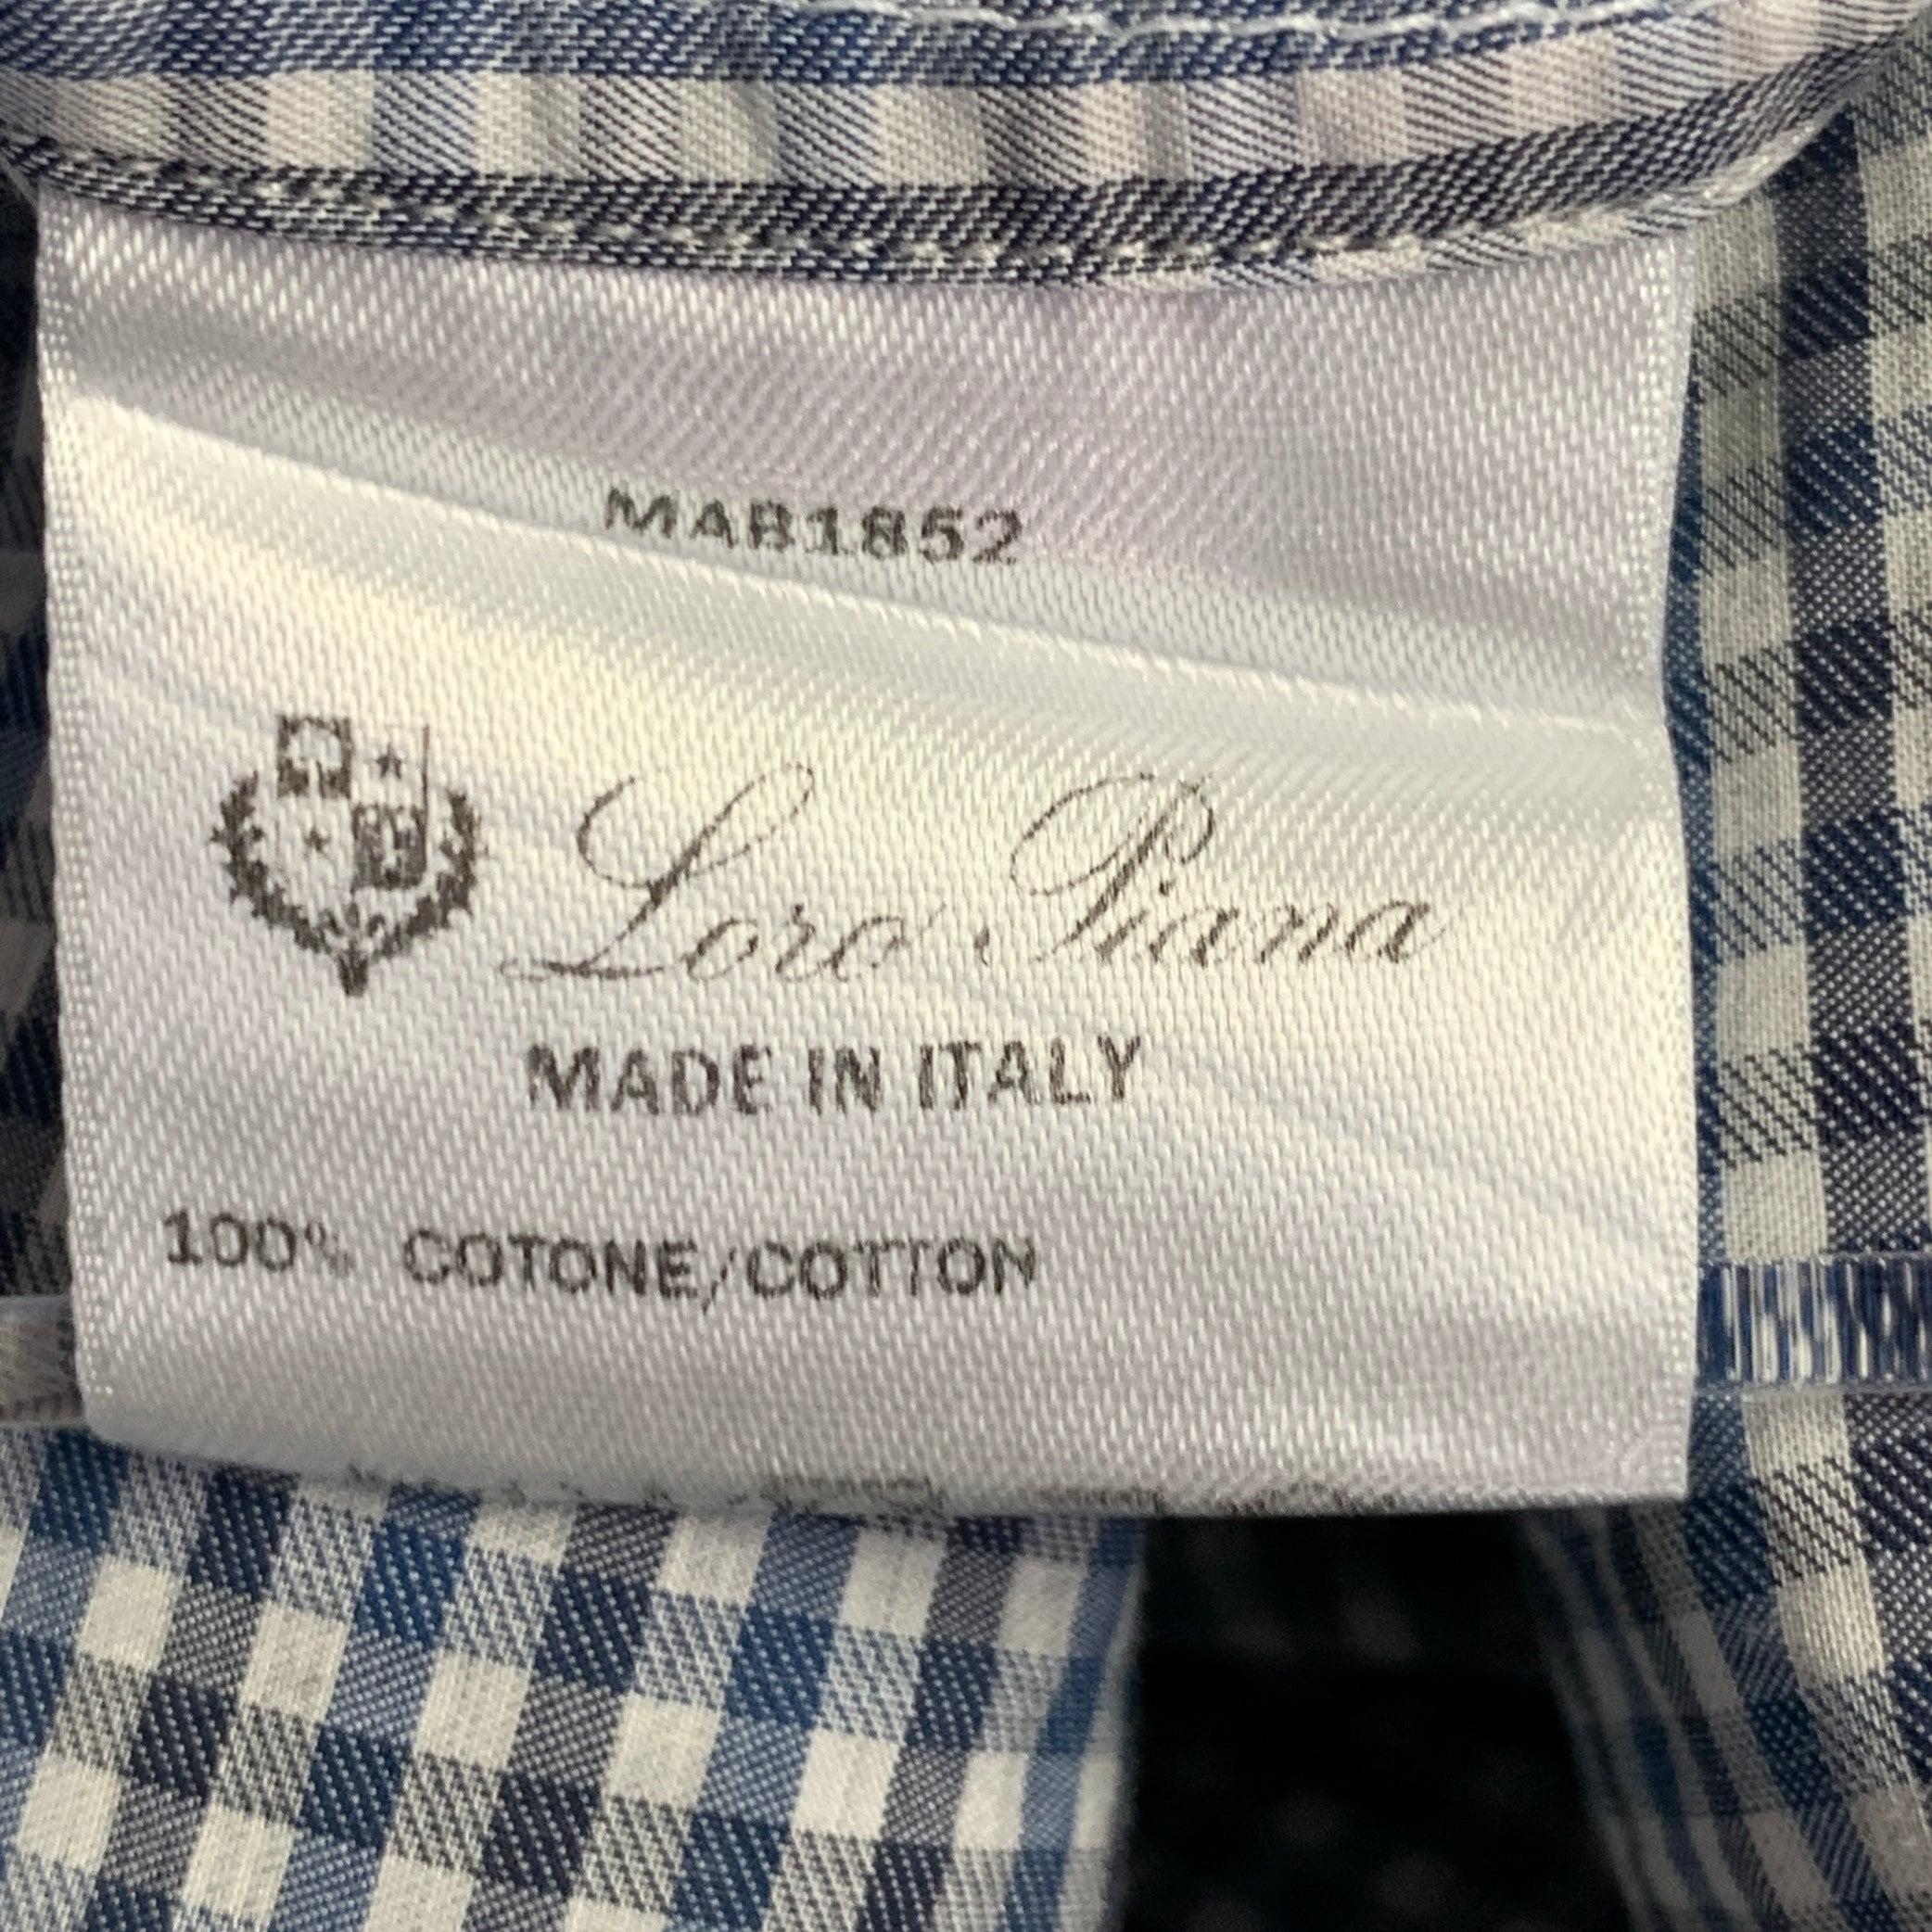 MAB1852
Loro Piana
MADE IN ITALY
100% COTONE/COTTON